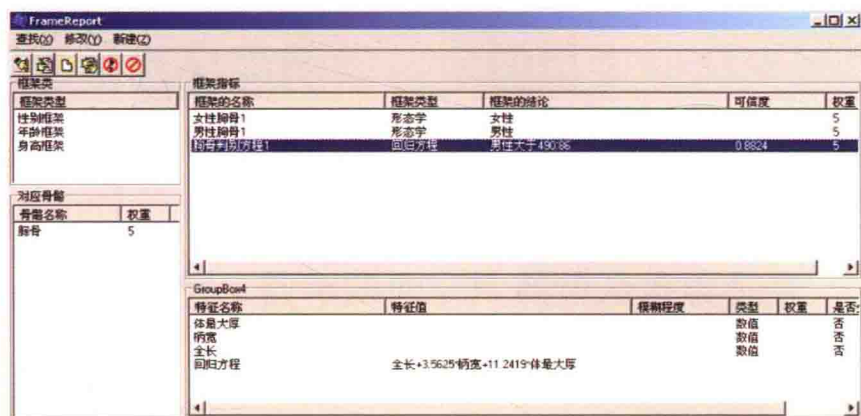 FrameReport
查找(X) 修改(Y) 新建(Z)
框架类
框架类型
性别框架
年龄框架
身高框架
对应骨骼
骨骼名称 权重
胸骨 5
框架指标
框架的名称 框架类型 框架的结论 可信度 权重
女性胸骨1 形态学 女性 5
男性胸骨1 形态学 男性 5
胸骨判别方程1 回归方程 男性大于490.86 0.8824 5
GroupBox4
特征名称 特征值 模糊程度 类型 权重 是否
体最大厚 数值 否
柄宽 数值 否
全长 数值 否
回归方程 全长+3.5625*柄宽+11.2419*体最大厚